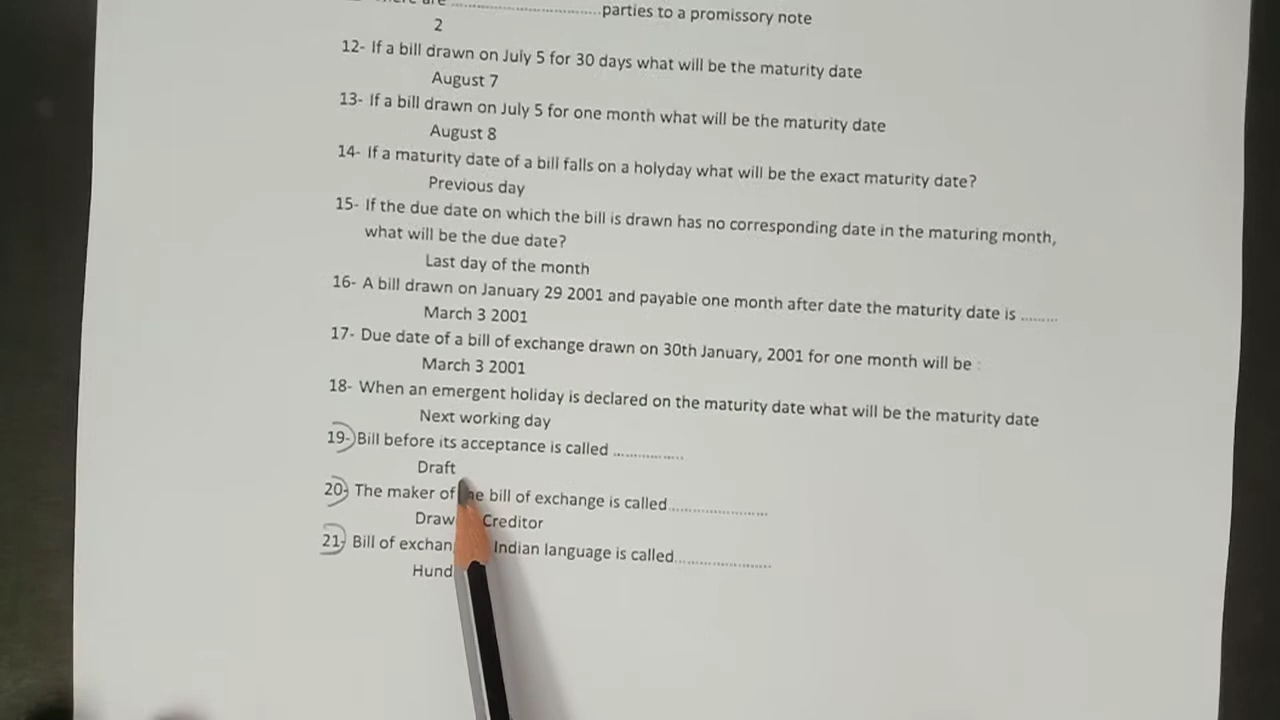 are ................................parties to a promissory note
2
12- If a bill drawn on July 5 for 30 days what will be the maturity date
August 7
13- If a bill drawn on July 5 for one month what will be the maturity date
August 8
14- If a maturity date of a bill falls on a holyday what will be the exact maturity date?
Previous day
15- If the due date on which the bill is drawn has no corresponding date in the maturing month,
what will be the due date?
Last day of the month
16- A bill drawn on January 29 2001 and payable one month after date the maturity date is .........
March 3 2001
17- Due date of a bill of exchange drawn on 30th January, 2001 for one month will be :
March 3 2001
18- When an emergent holiday is declared on the maturity date what will be the maturity date
Next working day
19- Bill before its acceptance is called .................
Draft
20- The maker of bill of exchange is called.......................
Creditor
21- Bill of Indian language is called......................